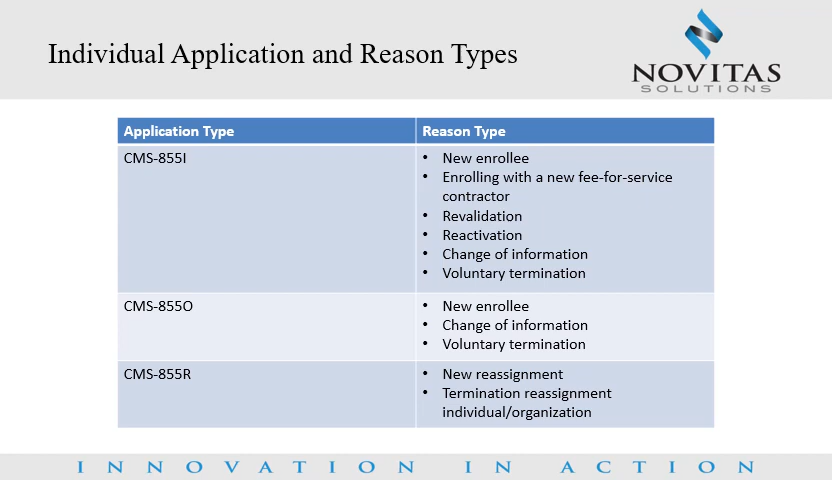 Individual Application and Reason Types
NOVITAS
SOLUTIONS
Application Type
Reason Type
CMS-855I
• New enrollee
• Enrolling with a new fee-for-service
contractor
• Revalidation
• Reactivation
• Change of information
• Voluntary termination
CMS-855O
• New enrollee
• Change of information
• Voluntary termination
CMS-855R
• New reassignment
• Termination reassignment
individual/organization
INNOVATION IN ACTION